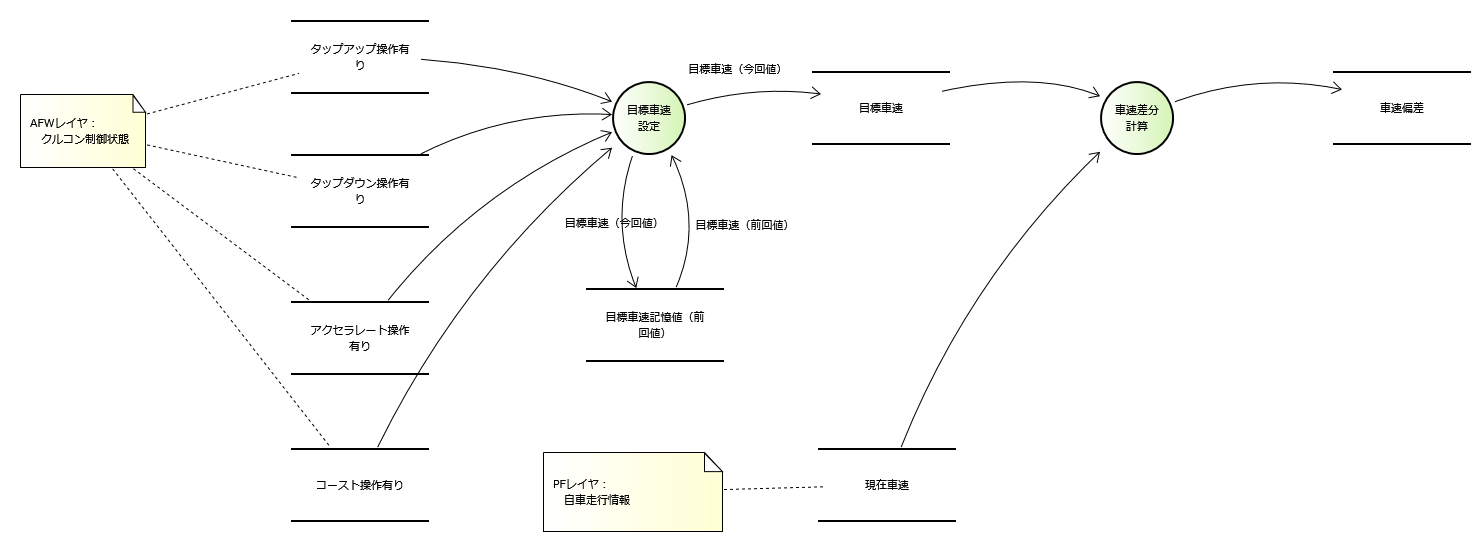 タップアップ操作有
り
目標車速（今回値）
目標車速
設定
目標車速
車速差分
計算
車速偏差
AFWレイヤ：
クルコン制御状態
タップダウン操作有
り
目標車速（今回値）
目標車速（前回値）
アクセラレート操作
有り
目標車速記憶値（前
回値）
コースト操作有り
PFレイヤ：
自車走行情報
現在車速